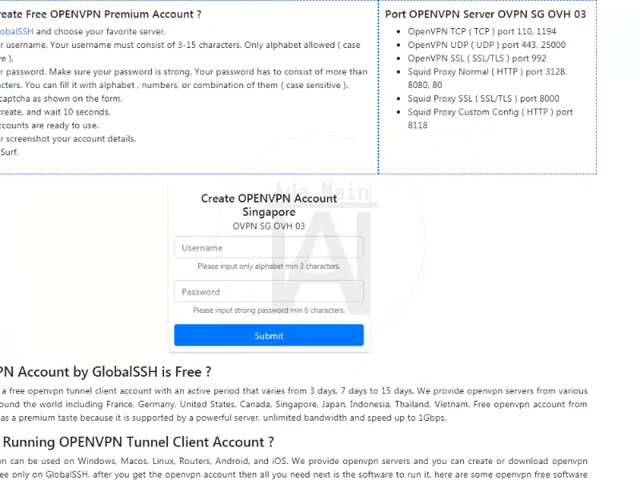 reate Free OPENVPN Premium Account ?
obalSSH and choose your favorite server.
r username. Your username must consist of 3-15 characters. Only alphabet allowed ( case
ve ).
r password. Make sure your password is strong. Your password has to consist of more than
cters. You can fill it with alphabet , numbers, or combination of them ( case sensitive ).
captcha as shown on the form.
create, and wait 10 seconds.
ccounts are ready to use.
r screenshot your account details.
Surf.
Port OPENVPN Server OVPN SG OVH 03
OpenVPN TCP ( TCP ) port 110, 1194
OpenVPN UDP ( UDP ) port 443, 25000
OpenVPN SSL ( SSL/TLS ) port 992
Squid Proxy Normal ( HTTP ) port 3128,
8080, 80
Squid Proxy SSL ( SSL/TLS ) port 8000
Squid Proxy Custom Config ( HTTP ) port
8118
Ada Main
Create OPENVPN Account
Singapore
OVPN SG OVH 03
Username
Please input only alphabet min 3 characters.
Password
Please input strong password min 6 characters.
Submit
PN Account by GlobalSSH is Free ?
a free openvpn tunnel client account with an active period that varies from 3 days, 7 days to 15 days. We provide openvpn servers from various
ound the world including France, Germany, United States, Canada, Singapore, Japan, Indonesia, Thailand, Vietnam. Free openvpn account from
as a premium taste because it is supported by a powerful server, unlimited bandwidth and speed up to 1Gbps.
Running OPENVPN Tunnel Client Account ?
pn can be used on Windows, Macos, Linux, Routers, Android, and iOS. We provide openvpn servers and you can create or download openvpn
ee only on GlobalSSH. after you get the openvpn account then all you need next is the software to run it. here are some openvpn free software